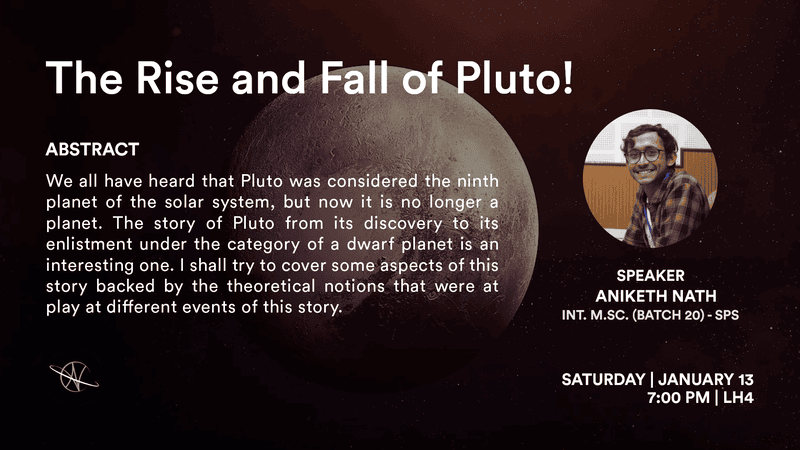 The Rise and Fall of Pluto!
ABSTRACT
We all have heard that Pluto was considered the ninth
planet of the solar system, but now it is no longer a
planet. The story of Pluto from its discovery to its
enlistment under the category of a dwarf planet is an
interesting one. I shall try to cover some aspects of this
story backed by the theoretical notions that were at
play at different events of this story.
SPEAKER
ANIKETH NATH
INT. M.SC. (BATCH 20) - SPS
SATURDAY | JANUARY 13
7:00 PM | LH4